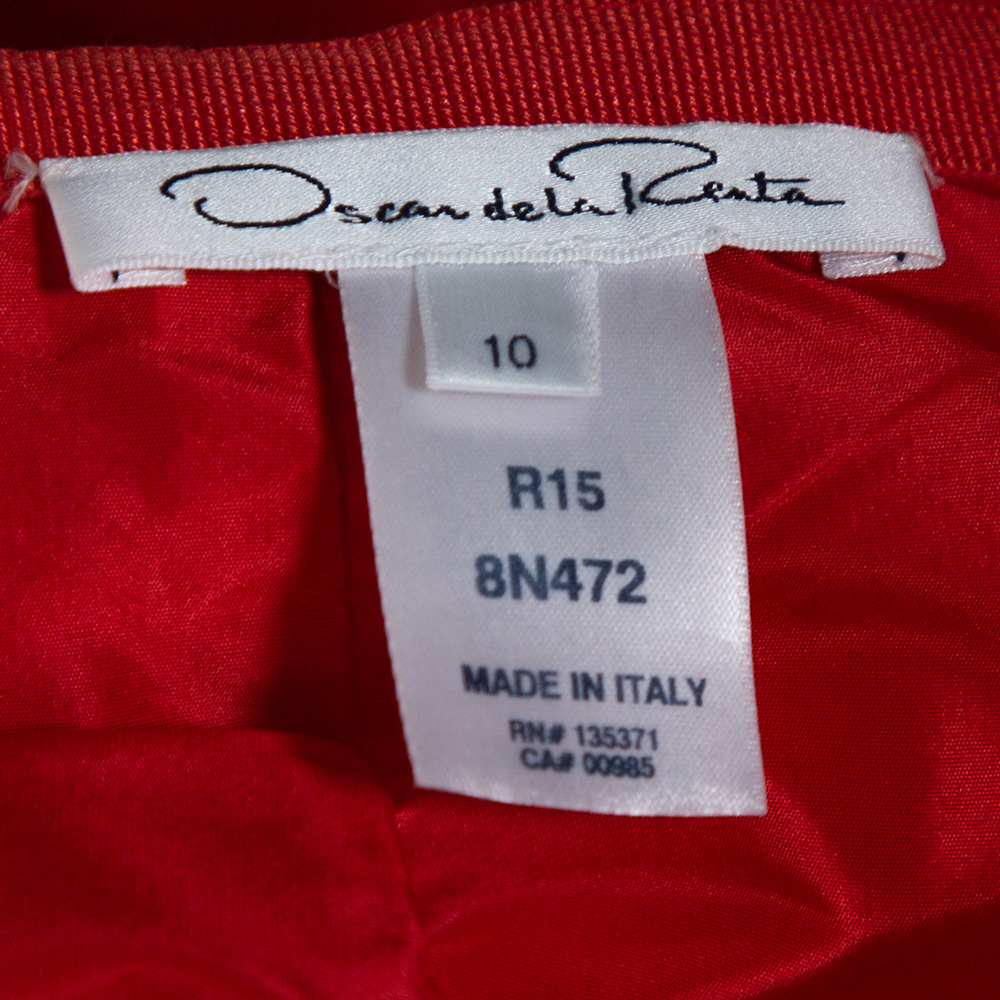 Oscar de la Renta
10
R15
8N472
MADE IN ITALY
RN# 135371
CA# 00985